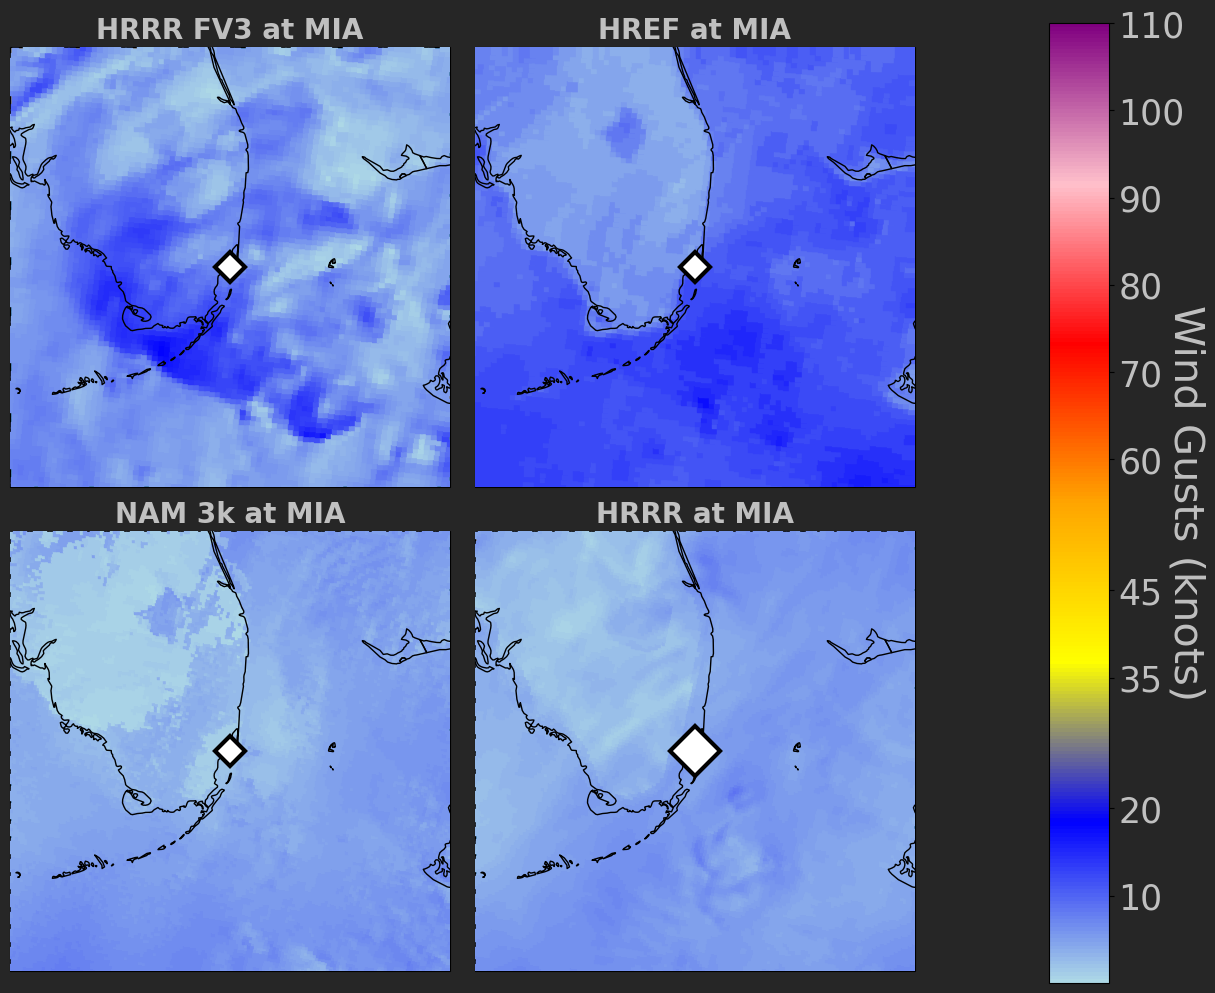 HRRR FV3 at MIA
HREF at MIA
NAM 3k at MIA
HRRR at MIA
110
100
90
80
70
60
45
35
20
10
Wind Gusts (knots)